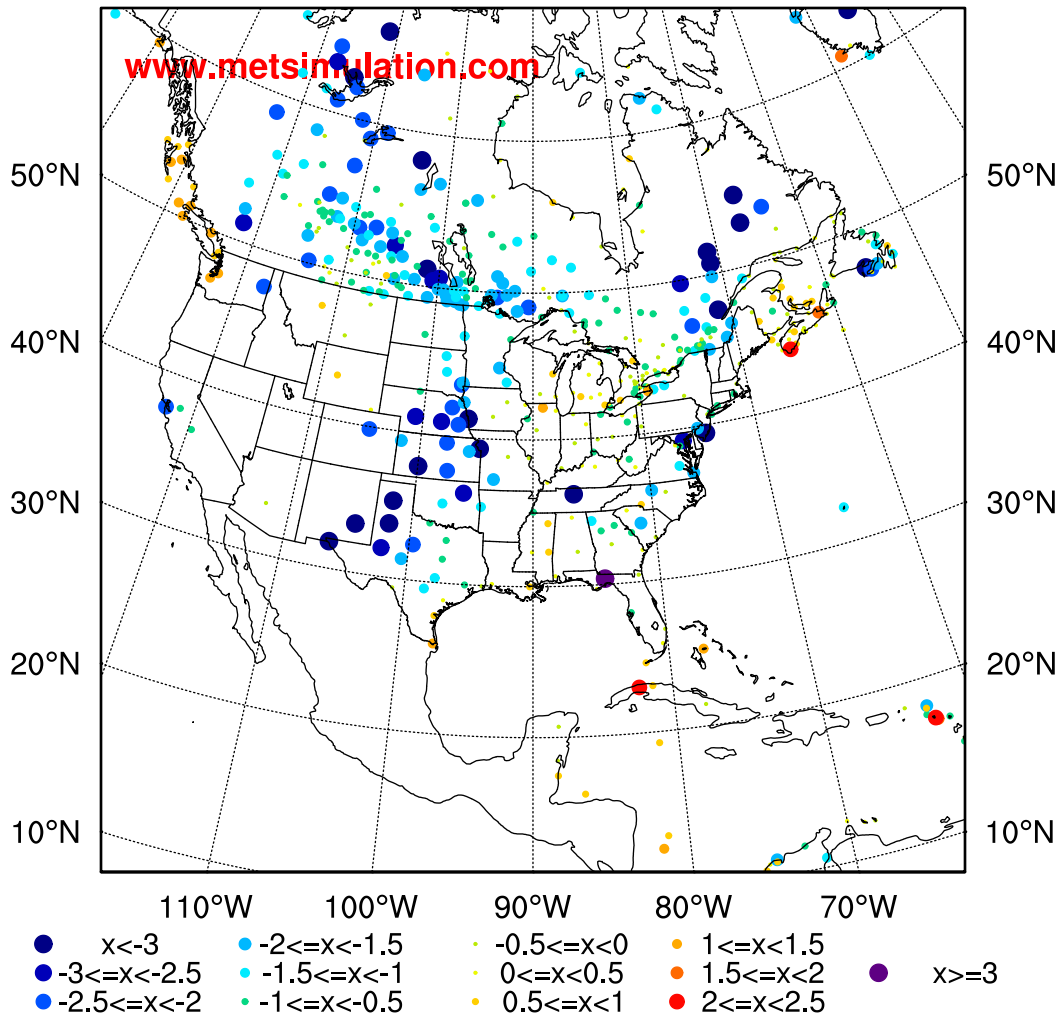 www.metsimulation.com
50°N 50°N
40°N 40°N
30°N 30°N
20°N 20°N
10°N 10°N
110°W 100°W 90°W 80°W 70°W
x<-3 -2<=x<-1.5 -0.5<=x<0 1<=x<1.5
-3<=x<-2.5 -1.5<=x<-1 0<=x<0.5 1.5<=x<2 x>=3
-2.5<=x<-2 -1<=x<-0.5 0.5<=x<1 2<=x<2.5